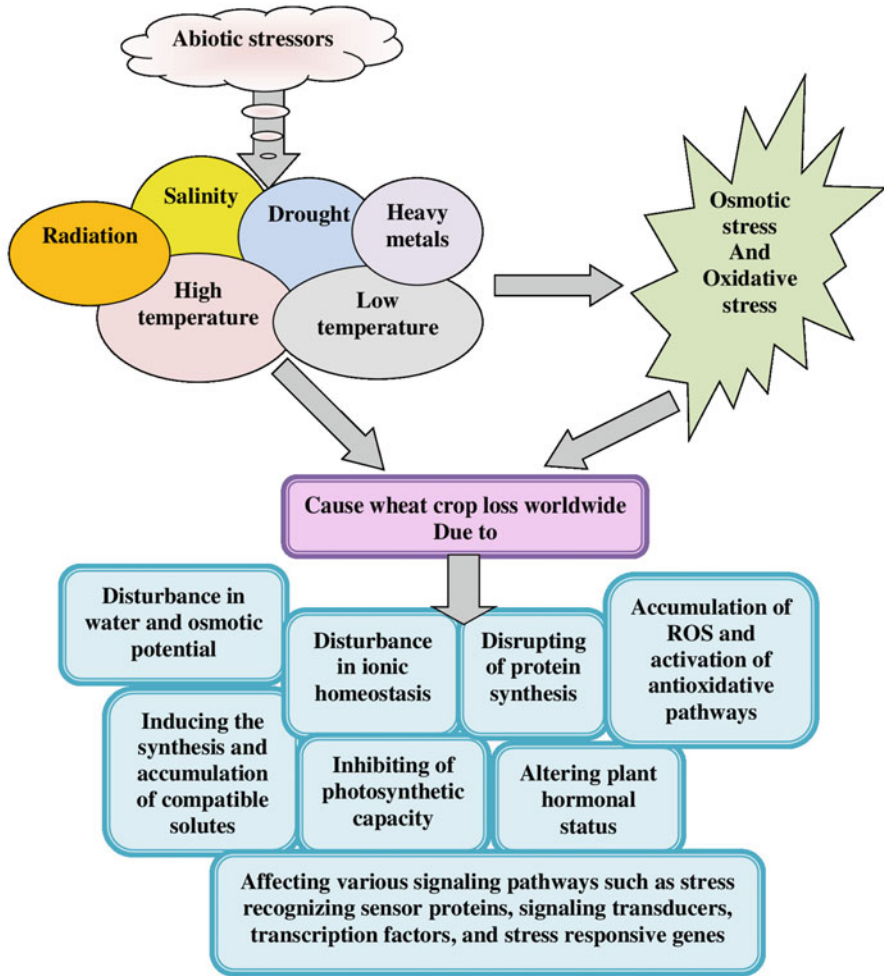 Abiotic stressors
Salinity
Drought
Heavy
metals
Radiation
High
temperature
Low
temperature
Osmotic
stress
And
Oxidative
stress
Cause wheat crop loss worldwide
Due to
Disturbance in
water and osmotic
potential
Disturbance
in ionic
homeostasis
Disrupting
of protein
synthesis
Accumulation of
ROS and
activation of
antioxidative
pathways
Inducing the
synthesis and
accumulation
of compatible
solutes
Inhibiting of
photosynthetic
capacity
Altering plant
hormonal
status
Affecting various signaling pathways such as stress
recognizing sensor proteins, signaling transducers,
transcription factors, and stress responsive genes